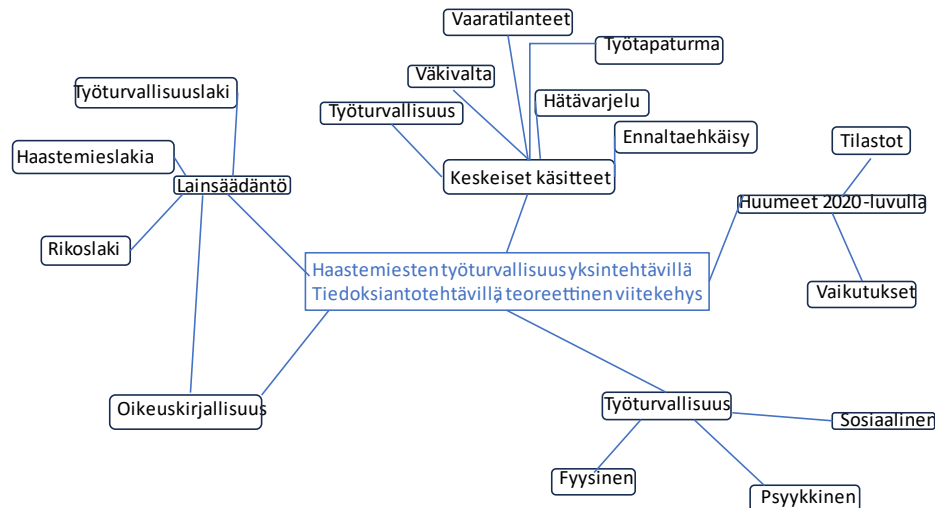 Vaaratilanteet
Työtapaturma
Väkivalta
Työturvallisuuslaki
Hätävarjelu
Työturvallisuus
Ennaltaehkäisy
Tilastot
Haastemieslakia
Keskeiset käsitteet
Lainsäädäntö
Huumeet 2020-luvulla
Rikoslaki
Haastemiesten työturvallisuus yksintehtävillä
Tiedoksiantotehtävillä, teoreettinen viitekehys
Vaikutukset
Oikeuskirjallisuus
Työturvallisuus
Sosiaalinen
Fyysinen
Psyykkinen